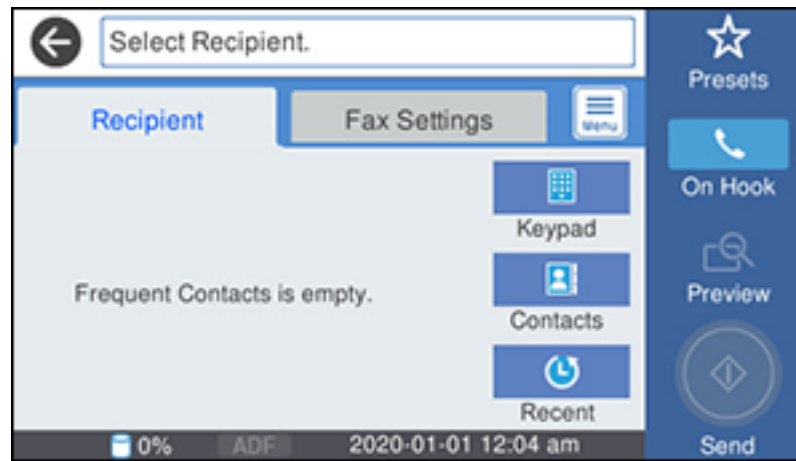 Select Recipient.
Presets
Recipient
Fax Settings
Menu
On Hook
Keypad
Frequent Contacts is empty.
Contacts
Preview
Recent
0% ADF 2020-01-01 12:04 am
Send